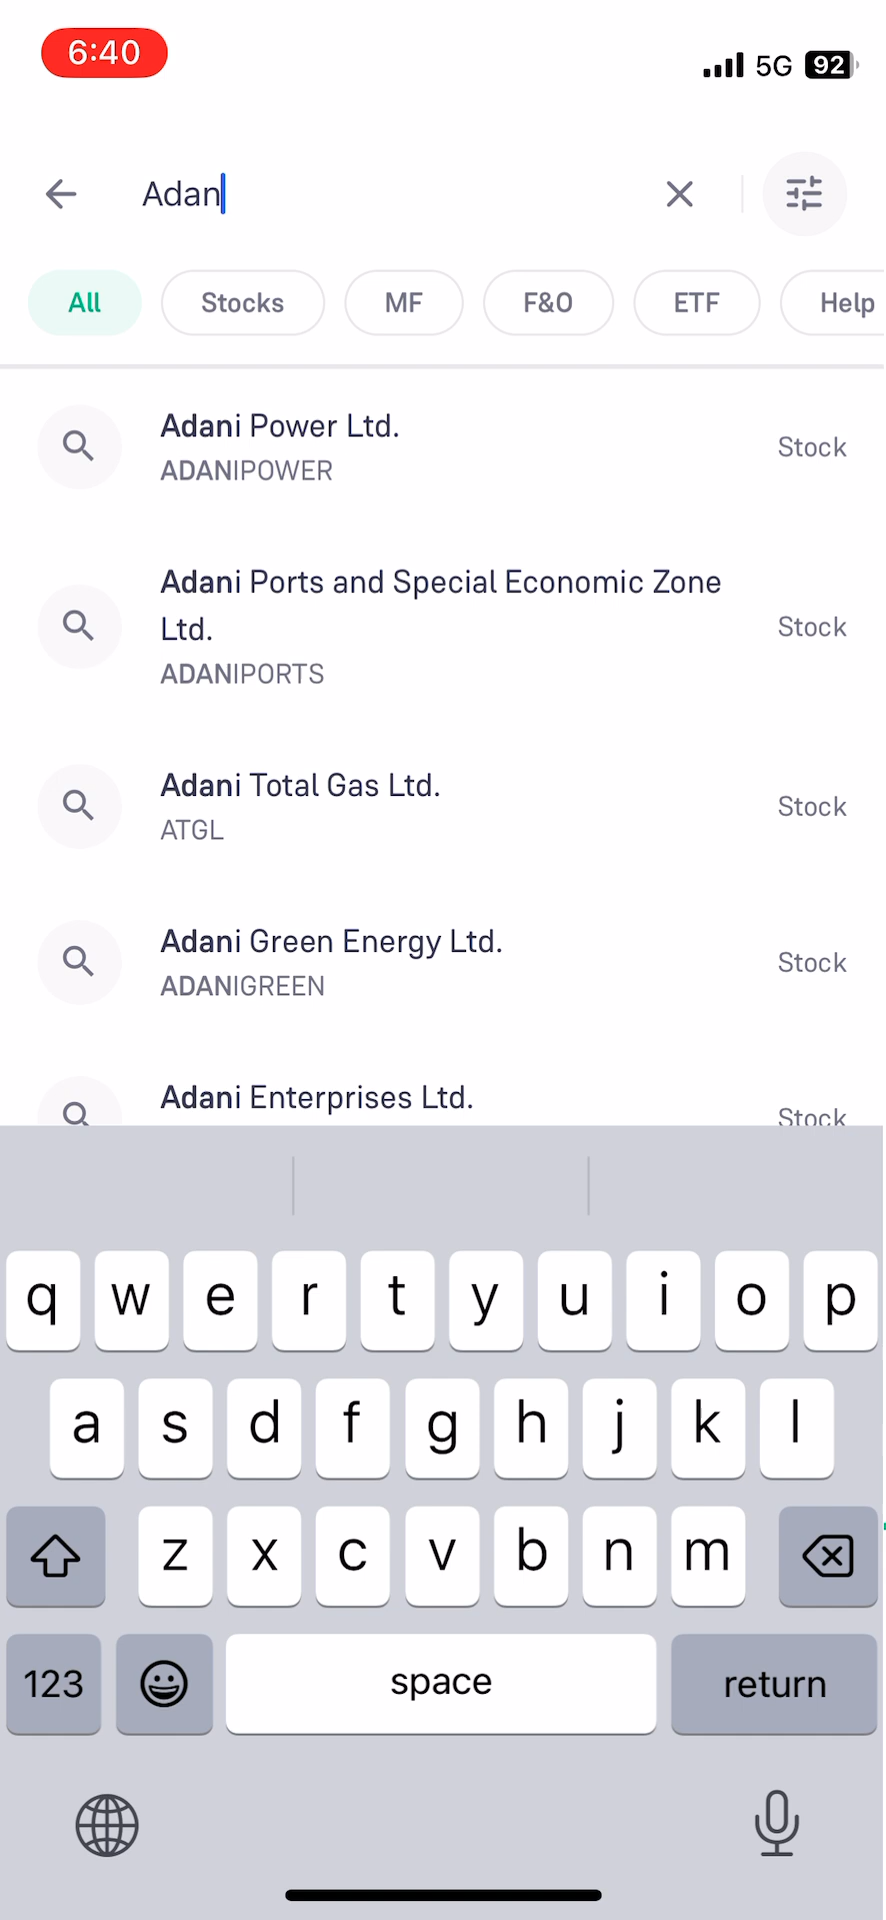 6:40
5G 92
Adan
All Stocks MF F&O ETF Help
Adani Power Ltd.
ADANIPOWER
Stock
Adani Ports and Special Economic Zone
Ltd.
ADANIPORTS
Stock
Adani Total Gas Ltd.
ATGL
Stock
Adani Green Energy Ltd.
ADANIGREEN
Stock
Adani Enterprises Ltd.
Stock
q w e r t y u i o p
a s d f g h j k l
z x c v b n m
123 space return